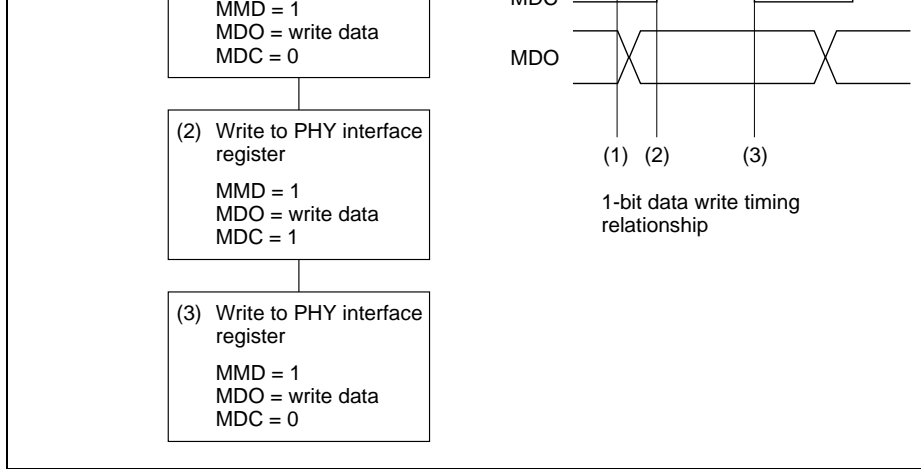 MMD = 1
MDO = write data
MDC = 0
(2) Write to PHY interface
register
MMD = 1
MDO = write data
MDC = 1
(3) Write to PHY interface
register
MMD = 1
MDO = write data
MDC = 0
MDC
MDO
(1) (2) (3)
1-bit data write timing
relationship